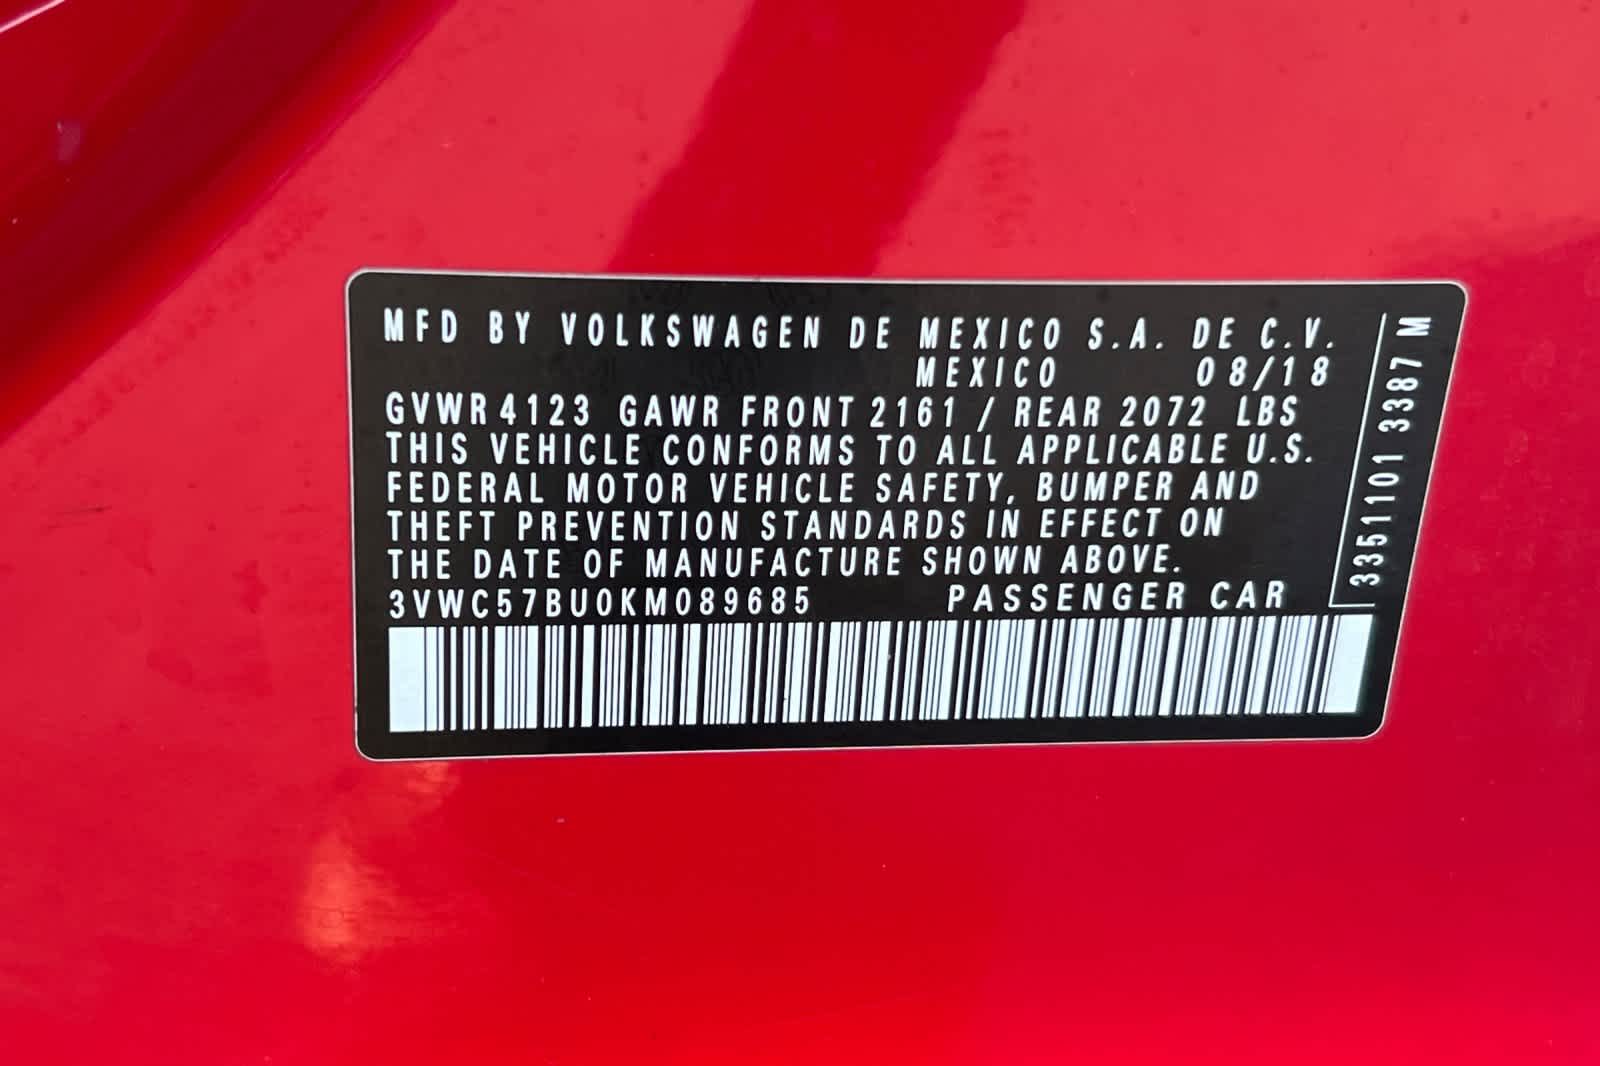 MFD BY VOLKSWAGEN DE MEXICO S.A. DE C.V.
MEXICO 08/18
GVWR 4123 GAWR FRONT 2161 / REAR 2072 LBS
THIS VEHICLE CONFORMS TO ALL APPLICABLE U.S.
FEDERAL MOTOR VEHICLE SAFETY, BUMPER AND
THEFT PREVENTION STANDARDS IN EFFECT ON
THE DATE OF MANUFACTURE SHOWN ABOVE.
3VWC57BU0KM089685 PASSENGER CAR
3351101 3387 M